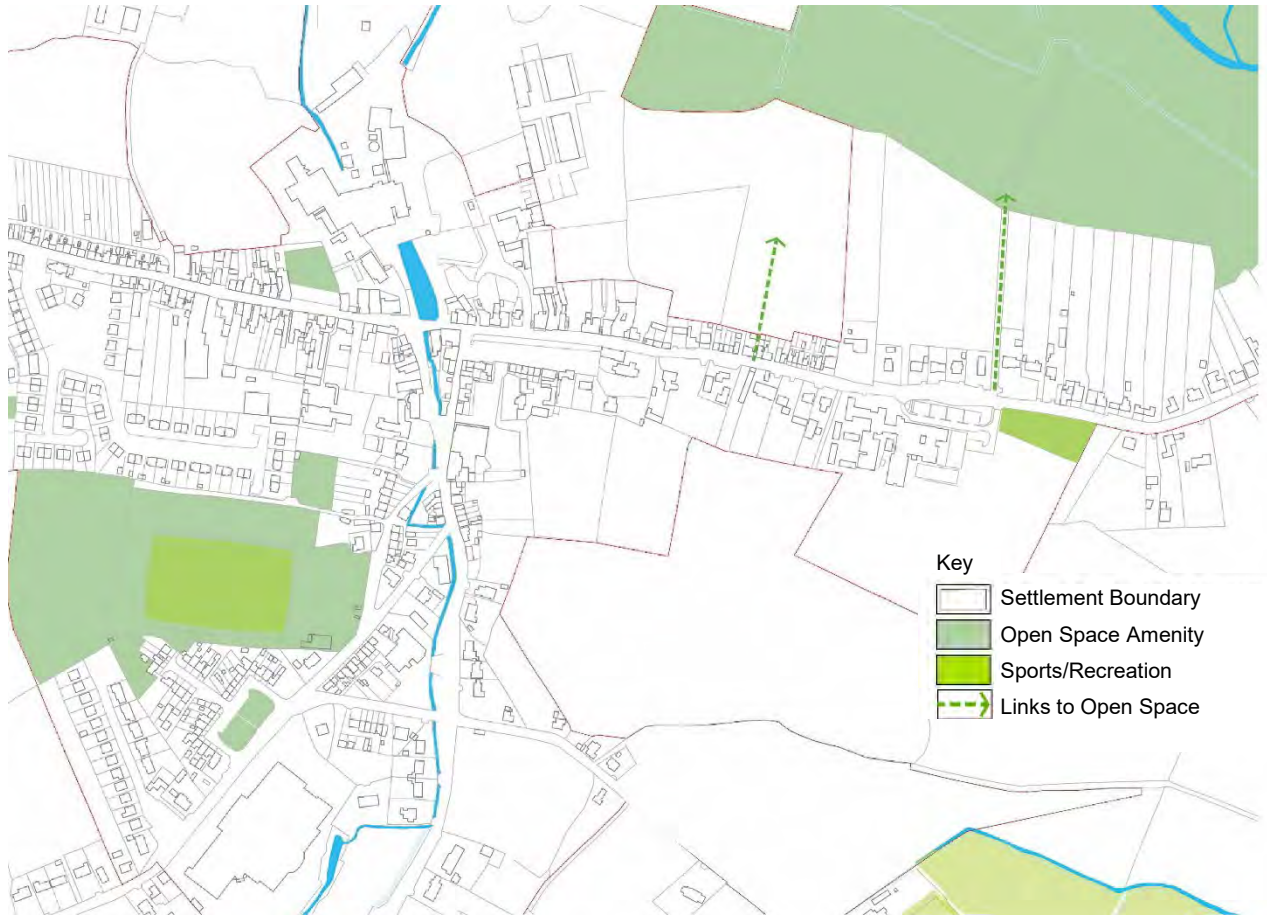 Key
Settlement Boundary
Open Space Amenity
Sports/Recreation
Links to Open Space